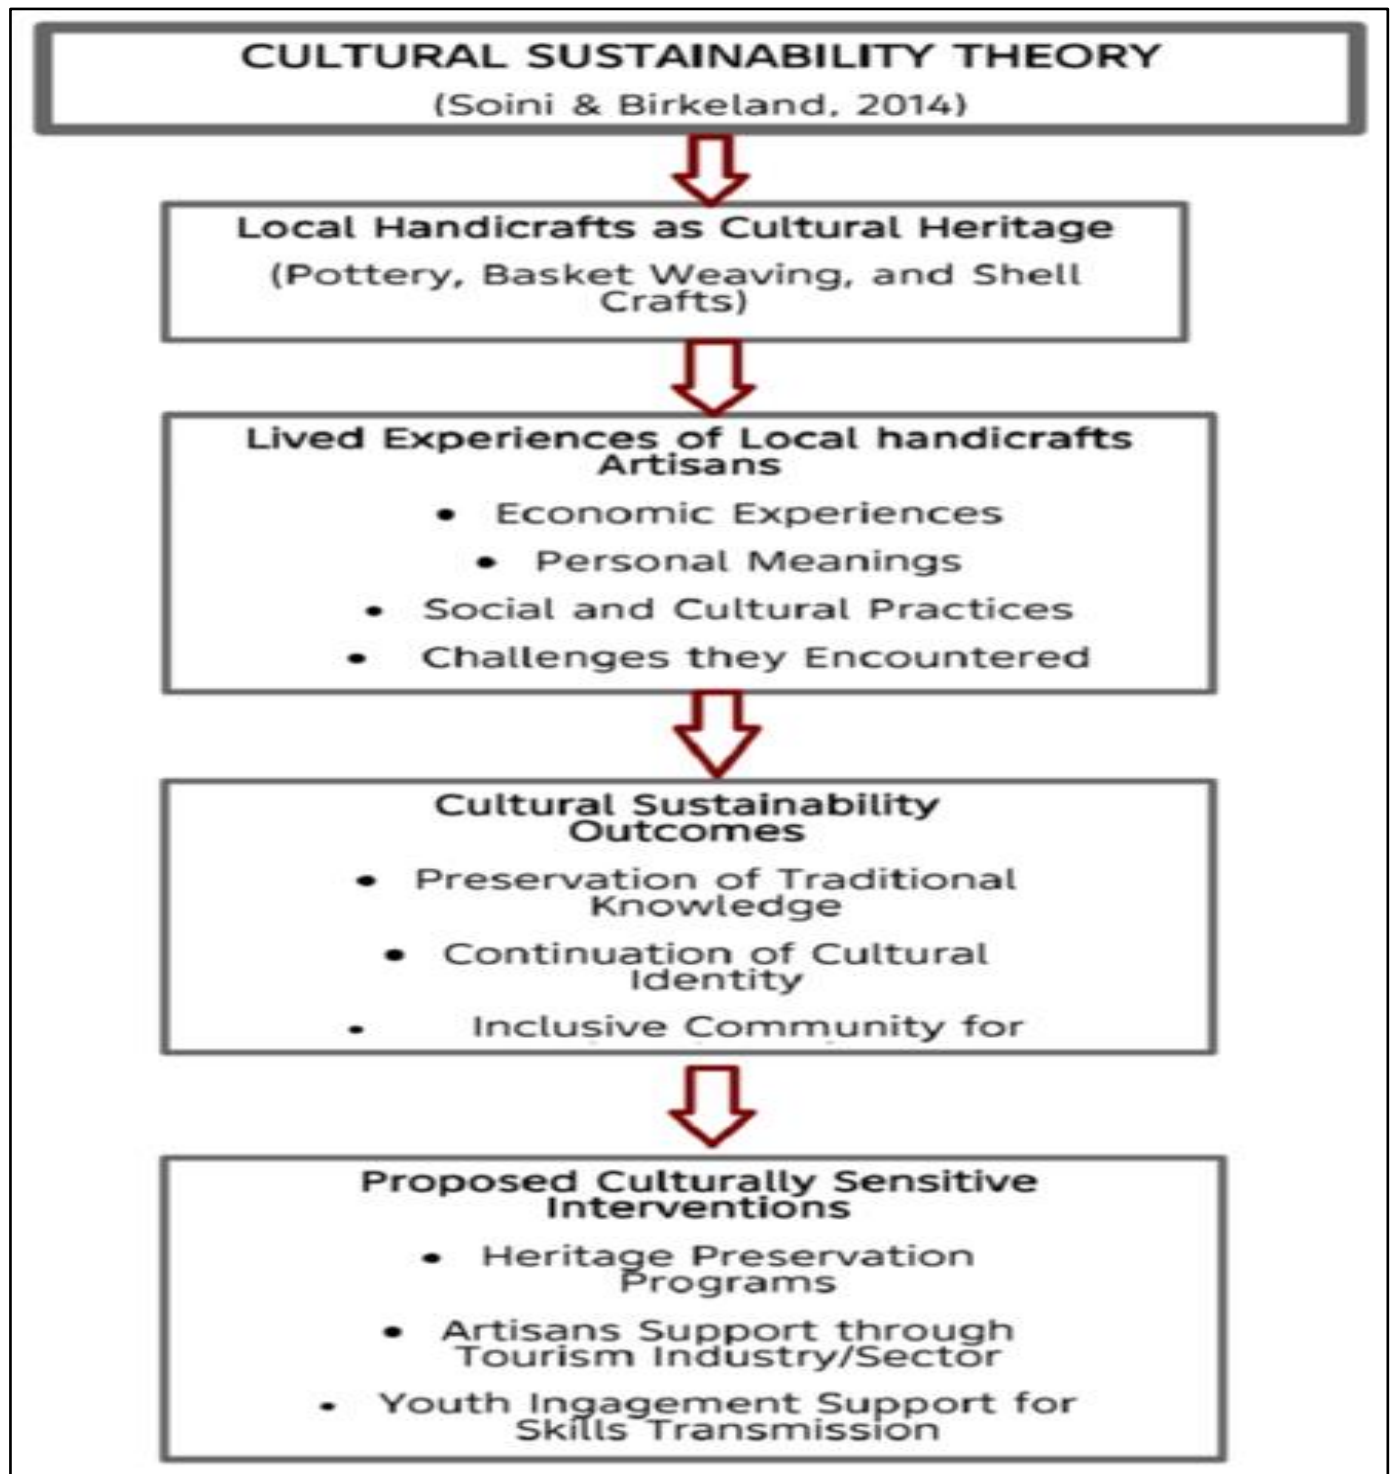 CULTURAL SUSTAINABILITY THEORY
(Soini & Birkeland, 2014)
Local Handicrafts as Cultural Heritage
(Pottery, Basket Weaving, and Shell
Crafts)
Lived Experiences of Local handicrafts
Artisans
• Economic Experiences
• Personal Meanings
• Social and Cultural Practices
• Challenges they Encountered
Cultural Sustainability
Outcomes
• Preservation of Traditional
Knowledge
• Continuation of Cultural
Identity
• Inclusive Community for
Proposed Culturally Sensitive
Interventions
• Heritage Preservation
Programs
• Artisans Support through
Tourism Industry/Sector
• Youth Ingagement Support for
Skills Transmission